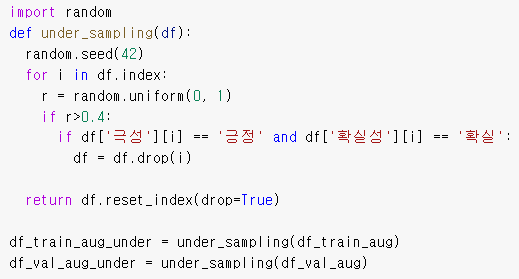 import random
def under_sampling(df):
  random.seed(42)
  for i in df.index:
    r = random.uniform(0, 1)
    if r>0.4:
      if df['극성'][i] == '긍정' and df['확실성'][i] == '확실':
        df = df.drop(i)

  return df.reset_index(drop=True)

df_train_aug_under = under_sampling(df_train_aug)
df_val_aug_under = under_sampling(df_val_aug)